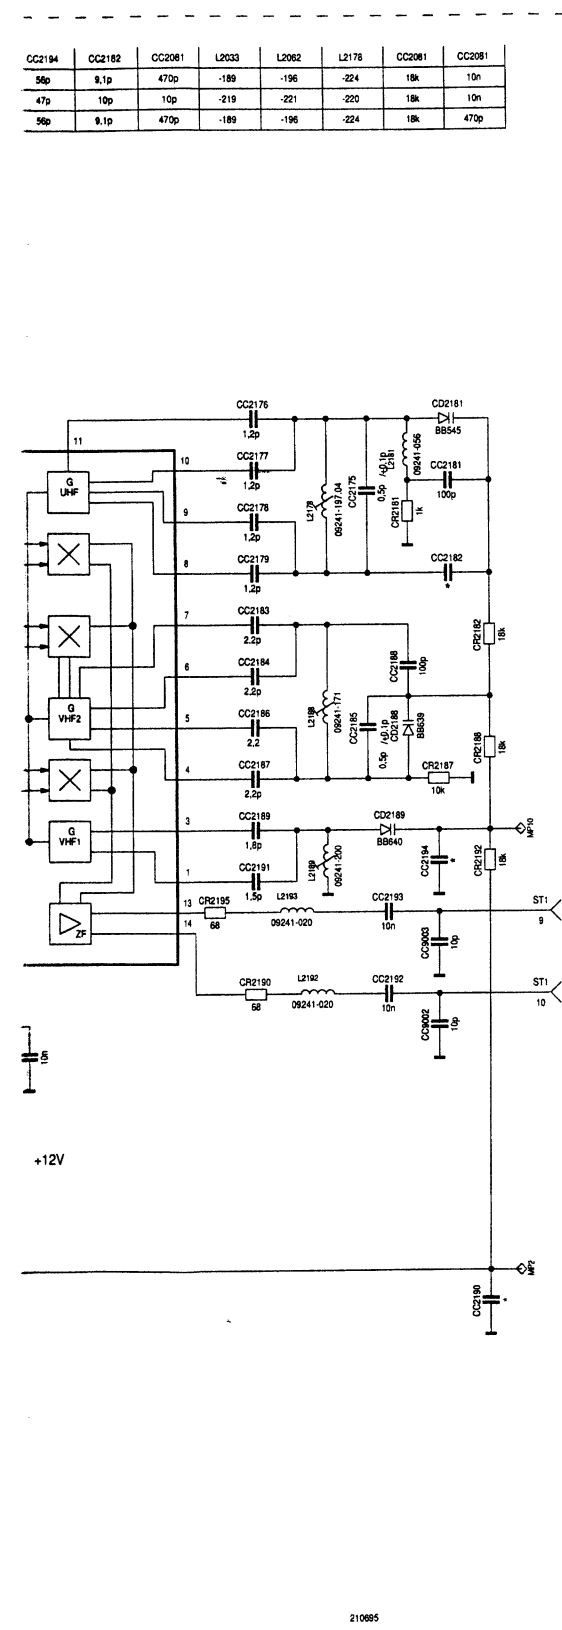 CC2194 CC2182 CC2081 L2033 L2062 L2178 CC2081 CC2081
56p 9,1p 470p -189 -196 -224 18k 10n
47p 10p 10p -219 -221 -220 18k 10n
56p 9,1p 470p -189 -196 -224 18k 470p
CC2176
1,2p
11
CD2181
BB545
10
CC2177
1,2p
G
UHF
9
CC2178
1,2p
8
CC2179
1,2p
L2178
09241-197.04
CC2175
0,5p /±0,1p
L2181
09241-056
CC2181
100p
CR2181
1k
CC2182
*
7
CC2183
2,2p
CR2182
18k
6
CC2184
2,2p
CC2188
100p
G
VHF2
5
CC2186
2,2
L2188
09241-171
CC2185
0,5p /±0,1p
CD2188
BB639
CR2188
18k
4
CC2187
2,2p
CR2187
10k
3
CC2189
1,8p
CD2189
BB640
MP10
G
VHF1
L2189
09241-200
CC2194
*
CR2192
18k
1
CC2191
1,5p
13
CR2195
68
L2193
09241-020
CC2193
10n
ST1
9
ZF
14
CC9003
10p
CR2190
68
L2192
09241-020
CC2192
10n
ST1
10
CC9002
10p
10n
+12V
MP2
CC2190
*
210695